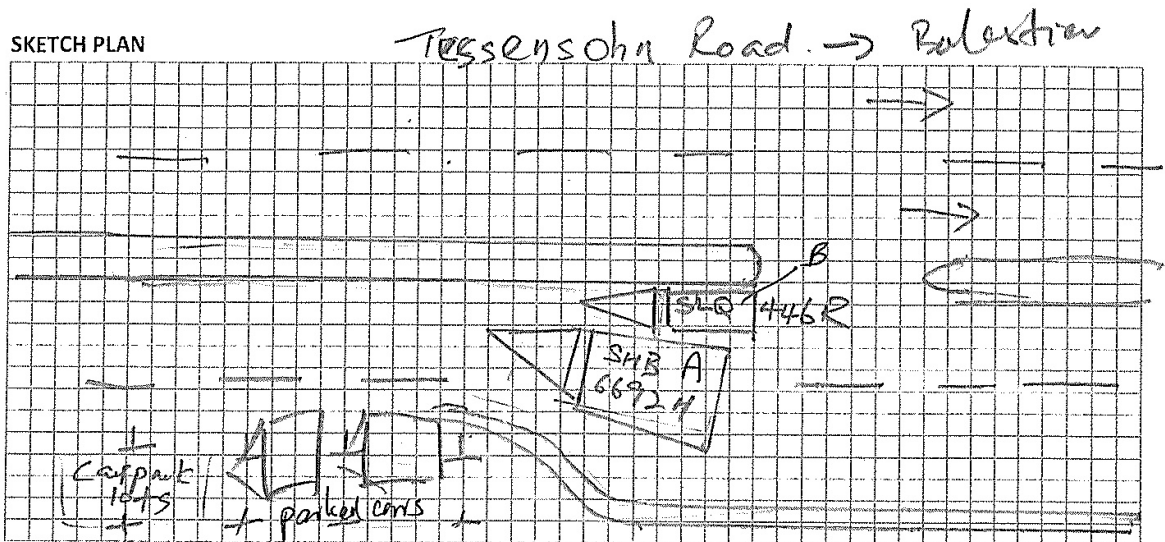 SKETCH PLAN
Tessensohn Road. → Balestier
B
SLQ 446R
SHB A
6692H
Carpark
lots
parked cars